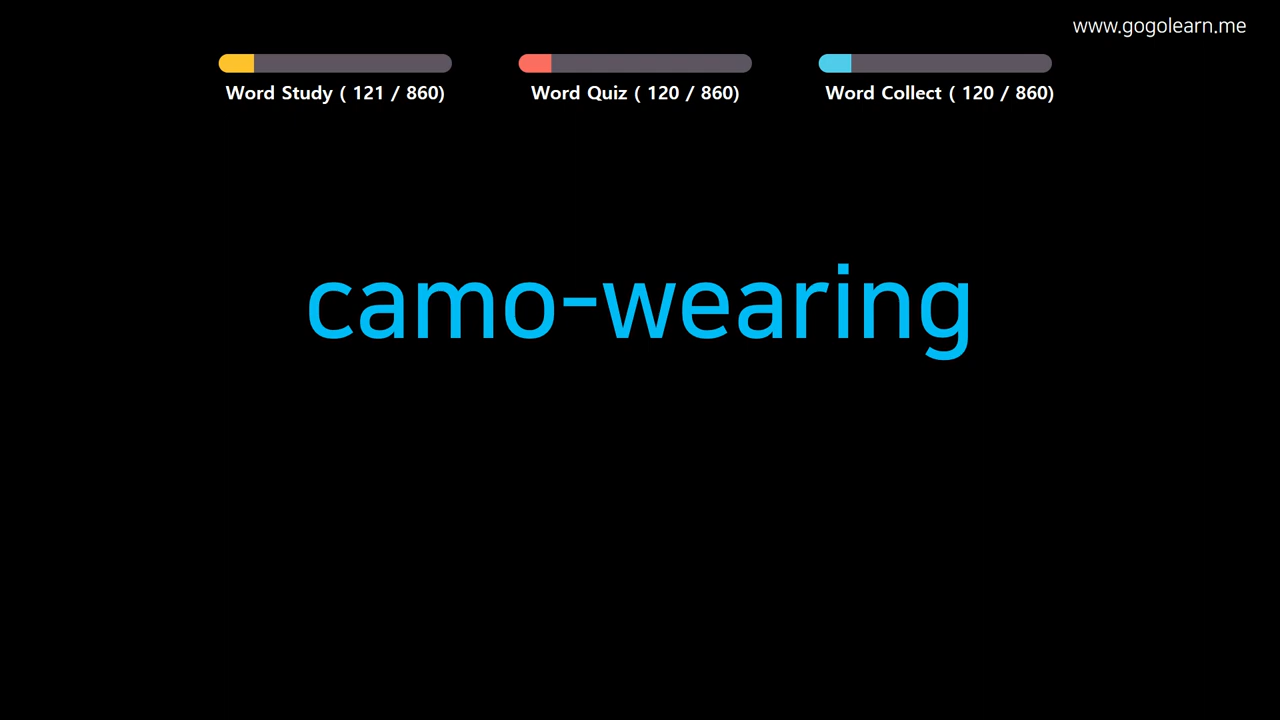 www.gogolearn.me
Word Study ( 121 / 860)
Word Quiz ( 120 / 860)
Word Collect ( 120 / 860)
camo-wearing